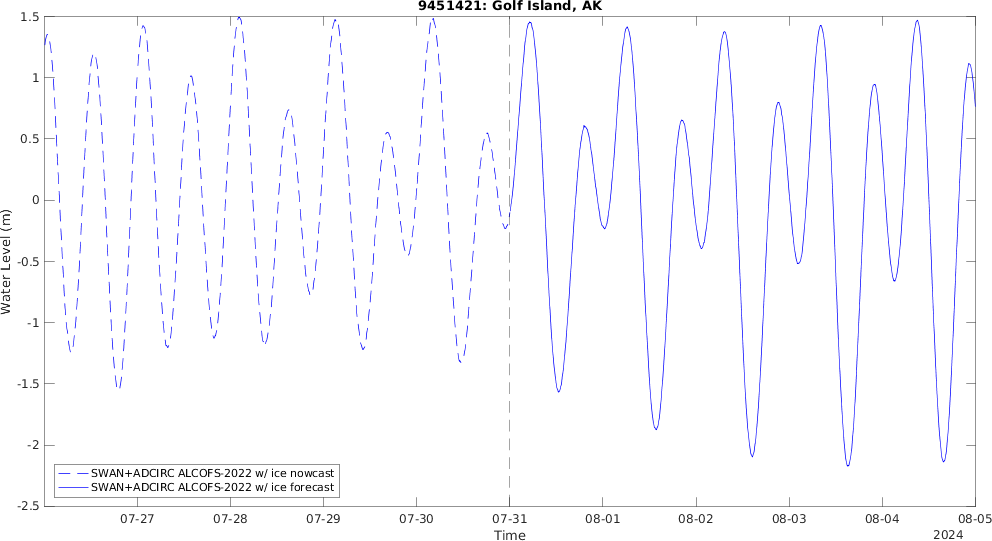 9451421: Golf Island, AK
Water Level (m)
1.5
1
0.5
0
-0.5
-1
-1.5
-2
-2.5
SWAN+ADCIRC ALCOFS-2022 w/ ice nowcast
SWAN+ADCIRC ALCOFS-2022 w/ ice forecast
07-27 07-28 07-29 07-30 07-31 08-01 08-02 08-03 08-04 08-05
Time
2024